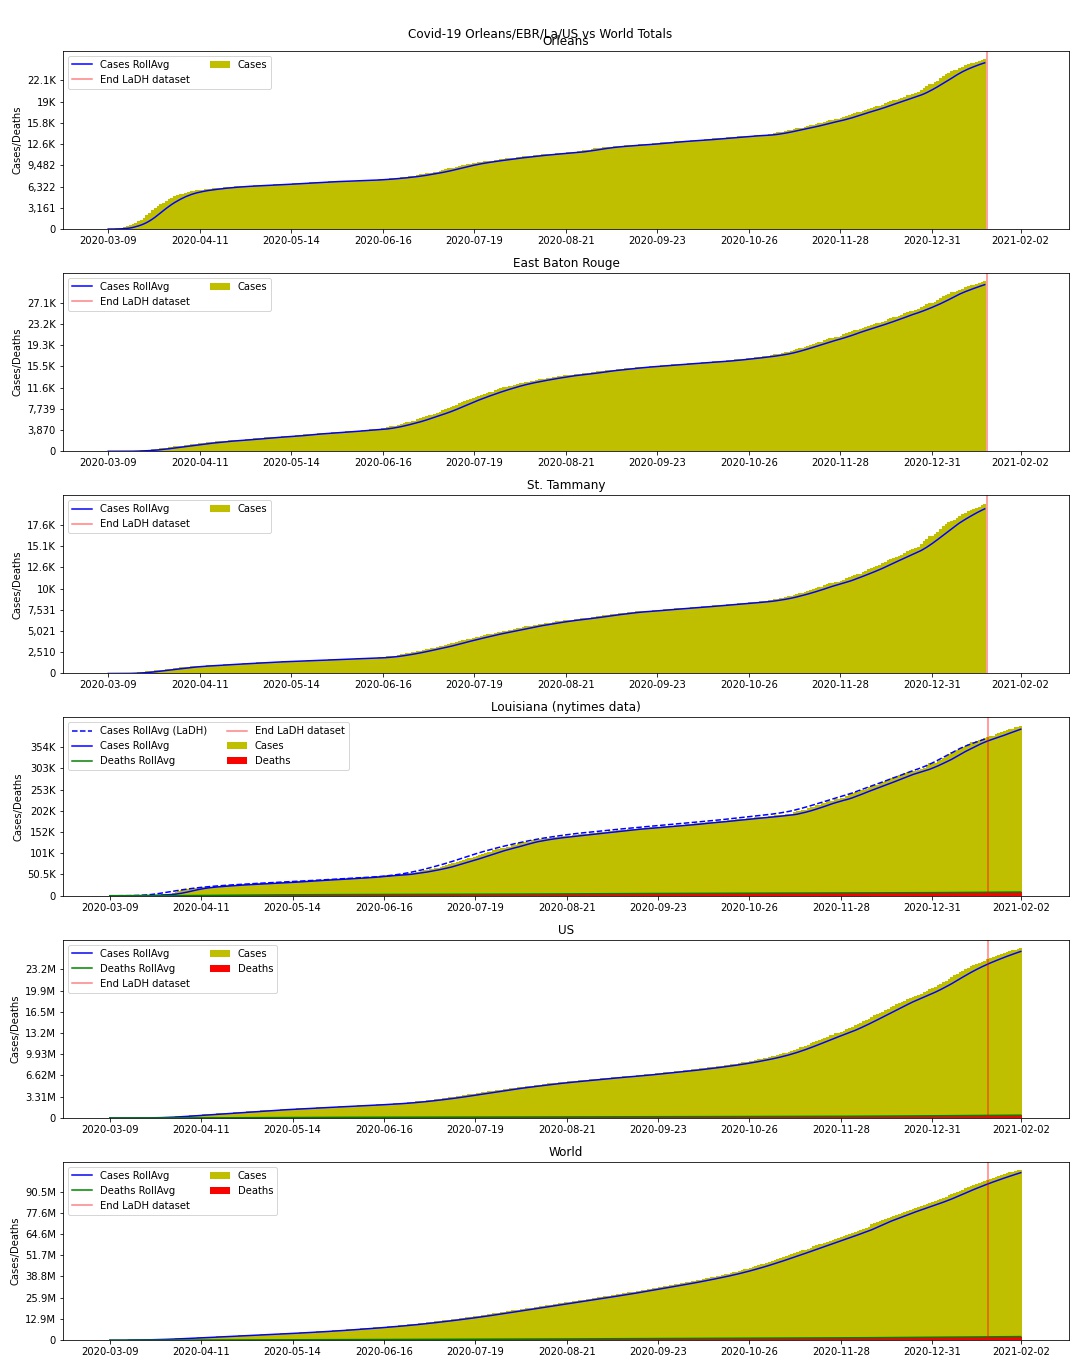 Covid-19 Orleans/EBR/La/US vs World Totals
Orleans
Cases RollAvg
End LaDH dataset
Cases
Cases/Deaths
22.1K
19K
15.8K
12.6K
9,482
6,322
3,161
0
2020-03-09 2020-04-11 2020-05-14 2020-06-16 2020-07-19 2020-08-21 2020-09-23 2020-10-26 2020-11-28 2020-12-31 2021-02-02
East Baton Rouge
Cases RollAvg
End LaDH dataset
Cases
Cases/Deaths
27.1K
23.2K
19.3K
15.5K
11.6K
7,739
3,870
0
2020-03-09 2020-04-11 2020-05-14 2020-06-16 2020-07-19 2020-08-21 2020-09-23 2020-10-26 2020-11-28 2020-12-31 2021-02-02
St. Tammany
Cases RollAvg
End LaDH dataset
Cases
Cases/Deaths
17.6K
15.1K
12.6K
10K
7,531
5,021
2,510
0
2020-03-09 2020-04-11 2020-05-14 2020-06-16 2020-07-19 2020-08-21 2020-09-23 2020-10-26 2020-11-28 2020-12-31 2021-02-02
Louisiana (nytimes data)
Cases RollAvg (LaDH)
Cases RollAvg
Deaths RollAvg
End LaDH dataset
Cases
Deaths
Cases/Deaths
354K
303K
253K
202K
152K
101K
50.5K
0
2020-03-09 2020-04-11 2020-05-14 2020-06-16 2020-07-19 2020-08-21 2020-09-23 2020-10-26 2020-11-28 2020-12-31 2021-02-02
US
Cases RollAvg
Deaths RollAvg
End LaDH dataset
Cases
Deaths
Cases/Deaths
23.2M
19.9M
16.5M
13.2M
9.93M
6.62M
3.31M
0
2020-03-09 2020-04-11 2020-05-14 2020-06-16 2020-07-19 2020-08-21 2020-09-23 2020-10-26 2020-11-28 2020-12-31 2021-02-02
World
Cases RollAvg
Deaths RollAvg
End LaDH dataset
Cases
Deaths
Cases/Deaths
90.5M
77.6M
64.6M
51.7M
38.8M
25.9M
12.9M
0
2020-03-09 2020-04-11 2020-05-14 2020-06-16 2020-07-19 2020-08-21 2020-09-23 2020-10-26 2020-11-28 2020-12-31 2021-02-02